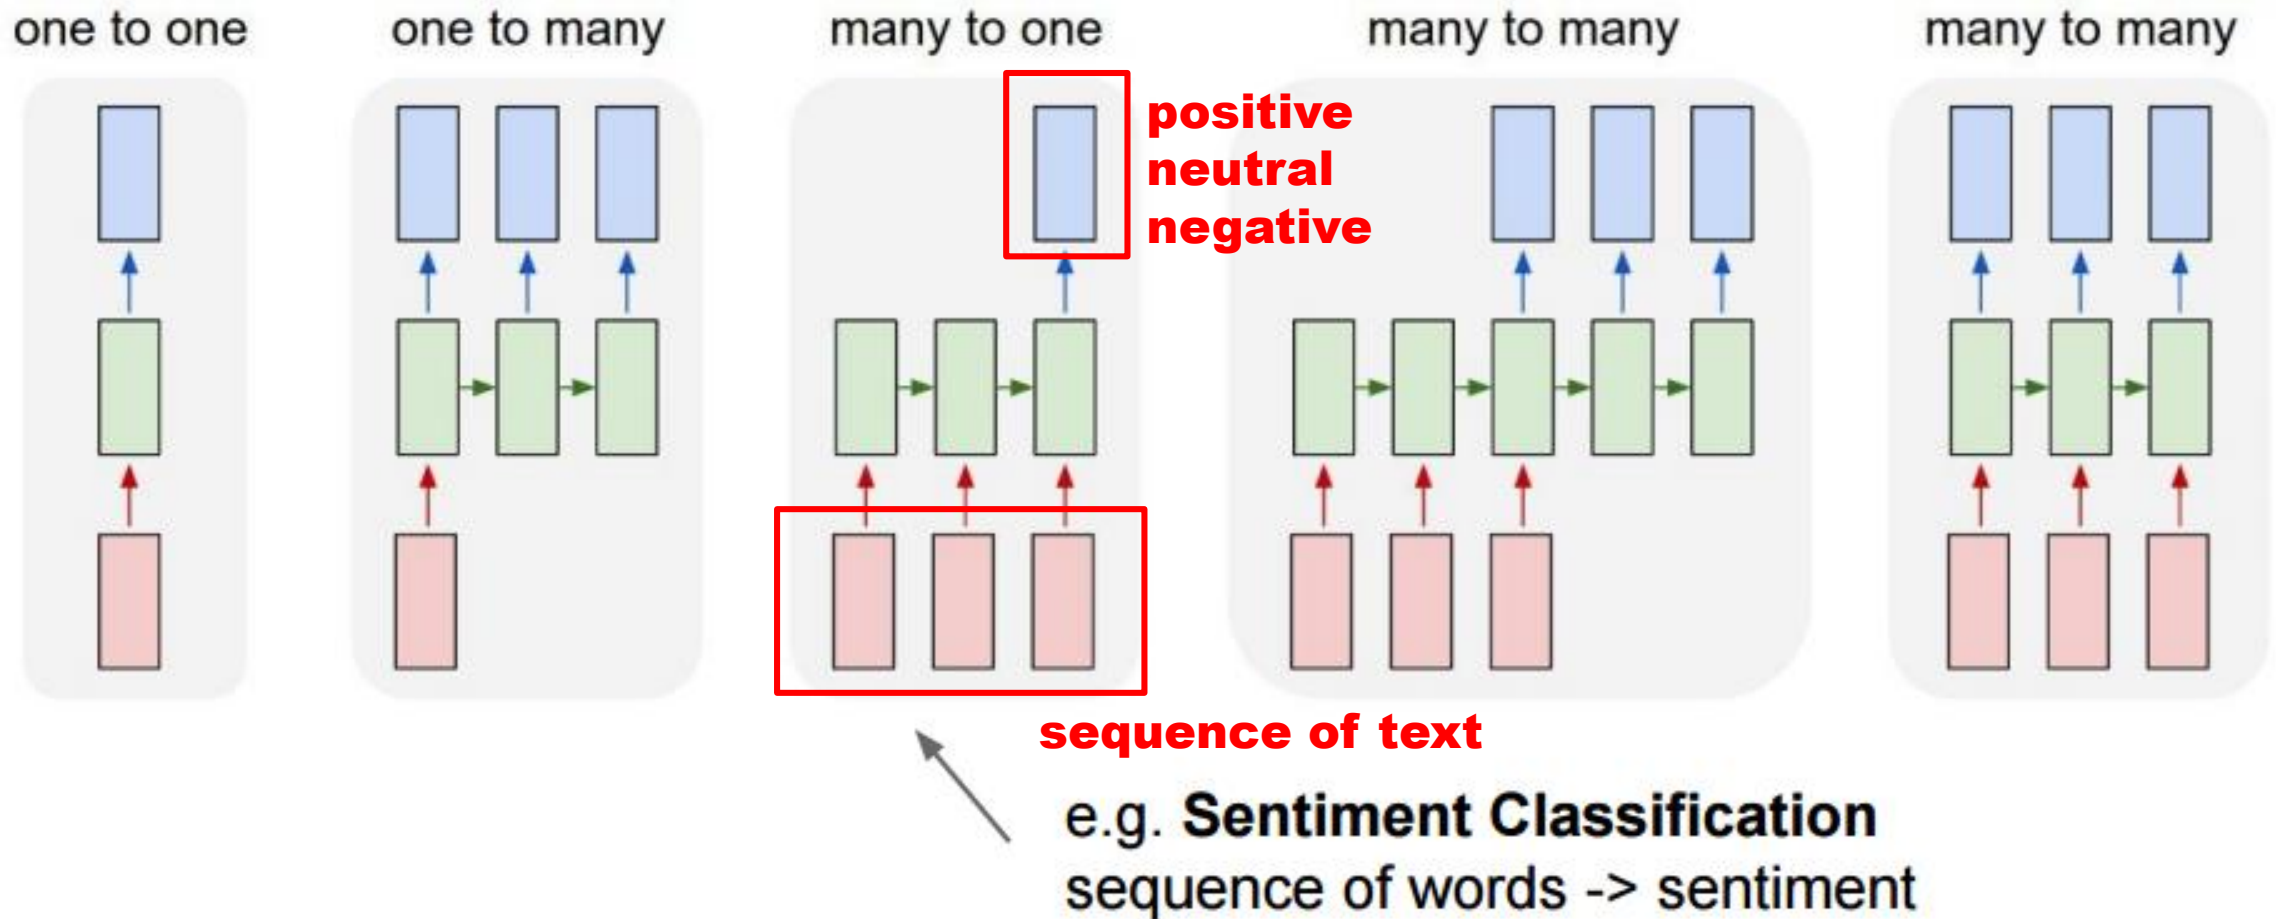 one to one
one to many
many to one
many to many
many to many
positive
neutral
negative
sequence of text
e.g. Sentiment Classification
sequence of words -> sentiment